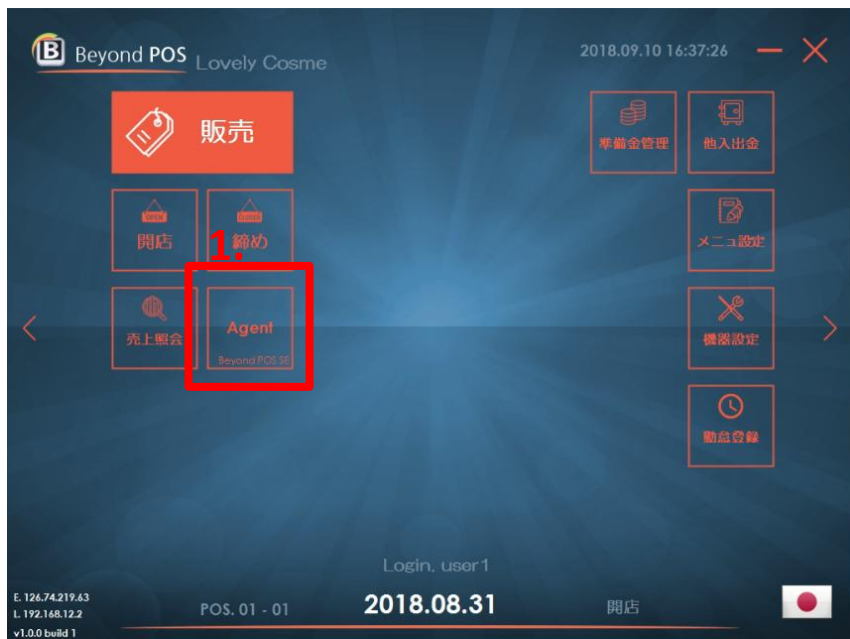 Beyond POS
Lovely Cosme
2018.09.10 16:37:26
販売
準備金管理
他入出金
OPEN
開店
CLOSED
締め
メニュ設定
1.
売上照会
Agent
Beyond POS SE
機器設定
勤怠登録
Login, user1
E. 126.74.219.63
L. 192.168.12.2
v1.0.0 build 1
POS. 01 - 01
2018.08.31
開店